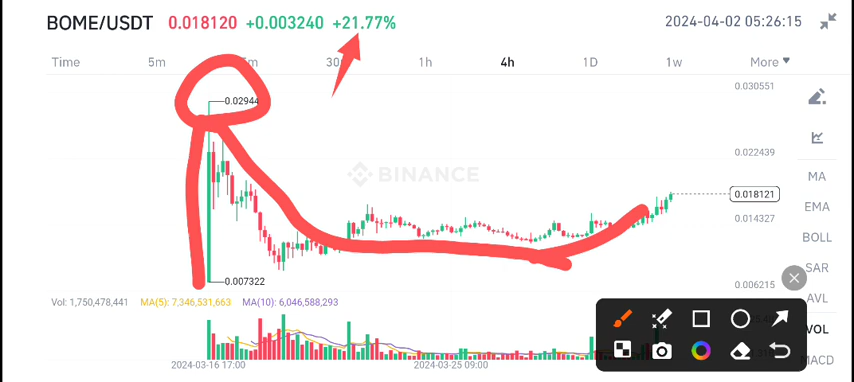 BOME/USDT 0.018120 +0.003240 +21.77% 2024-04-02 05:26:15
Time 5m 30 1h 4h 1D 1w More
0.030551
0.02944
0.022439
BINANCE
MA
0.018121
EMA
0.014327
BOLL
SAR
0.007322
0.006215
AVL
Vol: 1,750,478,441 MA(5): 7,346,531,663 MA(10): 6,046,588,293
VOL
MACD
2024-03-16 17:00 2024-03-25 09:00